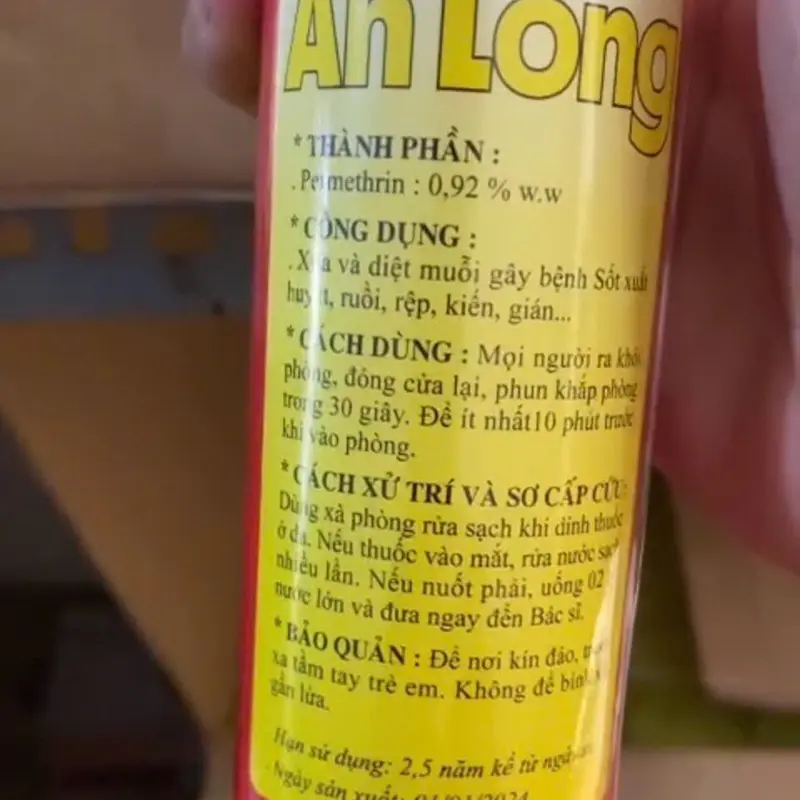 An Long
* THÀNH PHẦN :
. Permethrin : 0,92 % w.w
* CÔNG DỤNG :
. Xua và diệt muỗi gây bệnh Sốt xuất
huyết, ruồi, rệp, kiến, gián...
* CÁCH DÙNG : Mọi người ra khỏi
phòng, đóng cửa lại, phun khắp phòng
trong 30 giây. Để ít nhất10 phút trước
khi vào phòng.
* CÁCH XỬ TRÍ VÀ SƠ CẤP CỨU:
Dùng xà phòng rửa sạch khi dính thuốc
ở da. Nếu thuốc vào mắt, rửa nước sạch
nhiều lần. Nếu nuốt phải, uống 02
nước lớn và đưa ngay đến Bác sĩ.
* BẢO QUẢN : Để nơi kín đáo,
xa tầm tay trẻ em. Không để bình
gần lửa.
Hạn sử dụng: 2,5 năm kể từ ngày
. Ngày sản xuất: